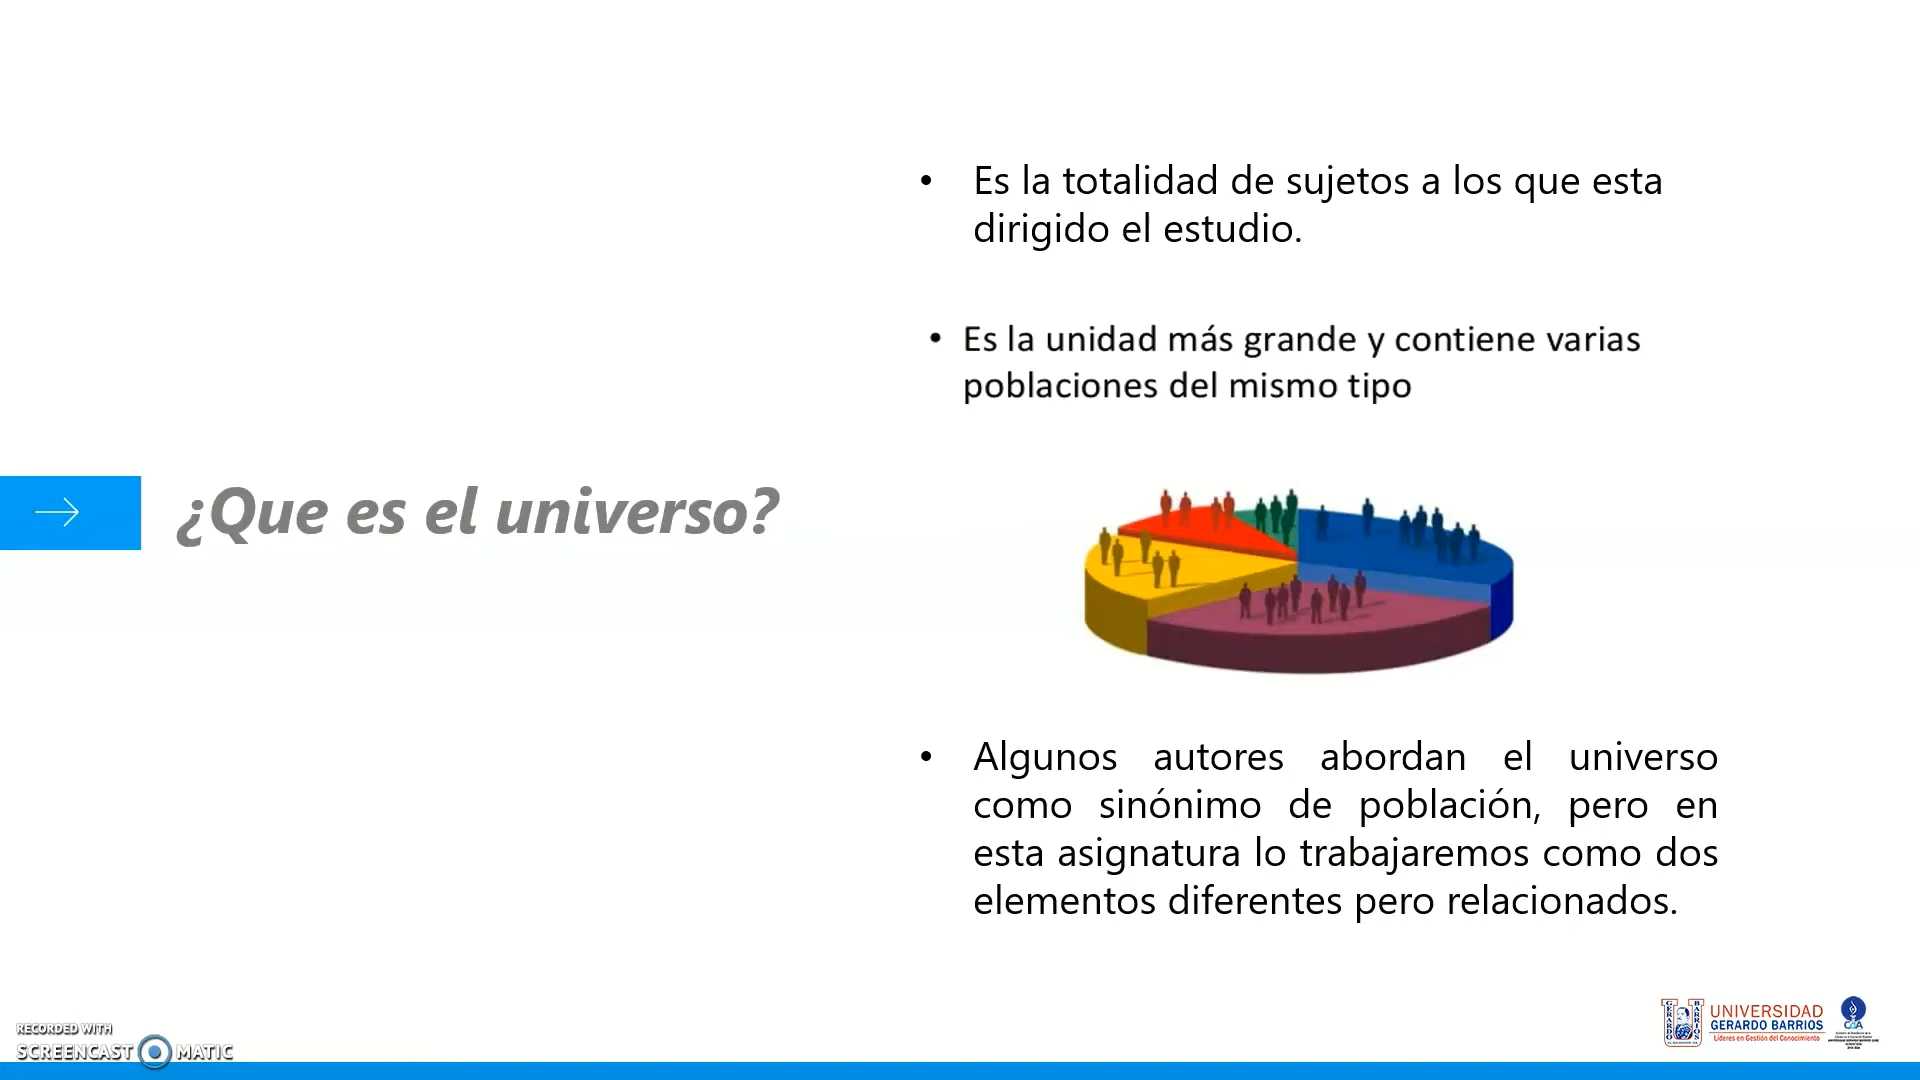 ¿Que es el universo?
• Es la totalidad de sujetos a los que esta
dirigido el estudio.
• Es la unidad más grande y contiene varias
poblaciones del mismo tipo
• Algunos autores abordan el universo
como sinónimo de población, pero en
esta asignatura lo trabajaremos como dos
elementos diferentes pero relacionados.
RECORDED WITH
SCREENCAST MATIC
GERARDO
BARRIOS
UNIVERSIDAD
GERARDO BARRIOS
Líderes en Gestión del Conocimiento
CdA